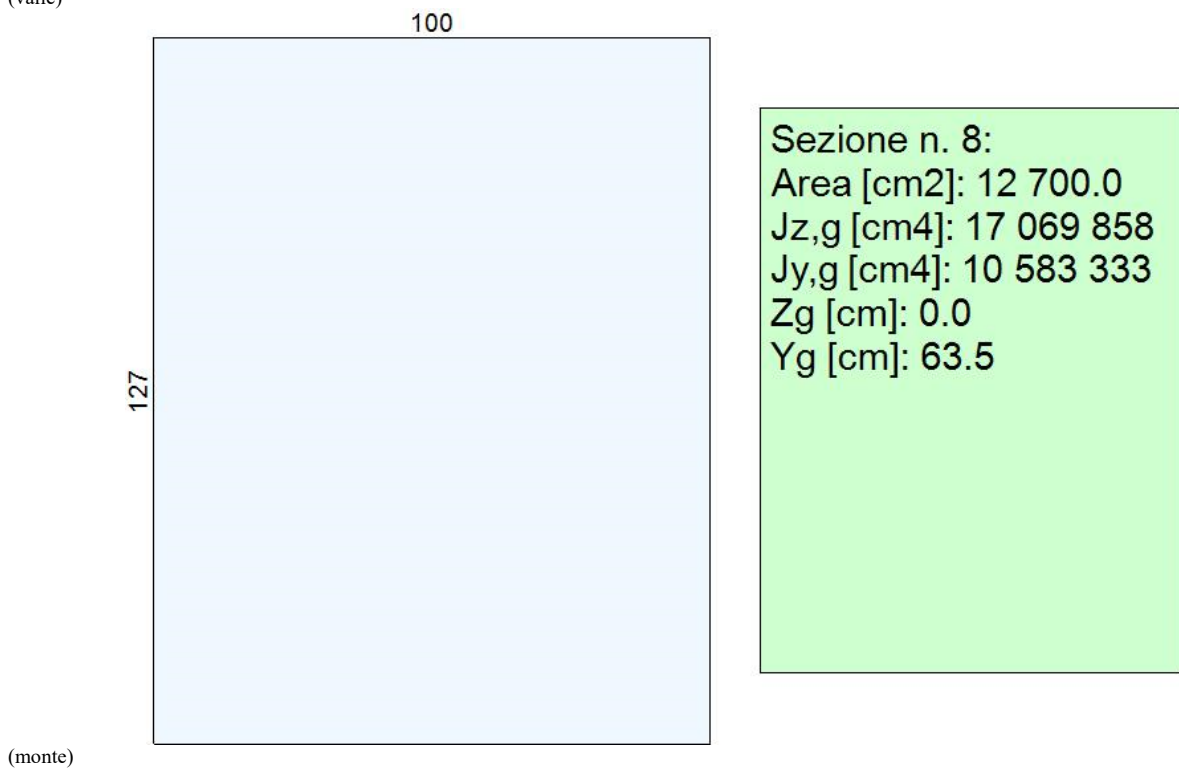 (valle)
100
Sezione n. 8:
Area [cm2]: 12 700.0
Jz,g [cm4]: 17 069 858
Jy,g [cm4]: 10 583 333
Zg [cm]: 0.0
Yg [cm]: 63.5
127
(monte)